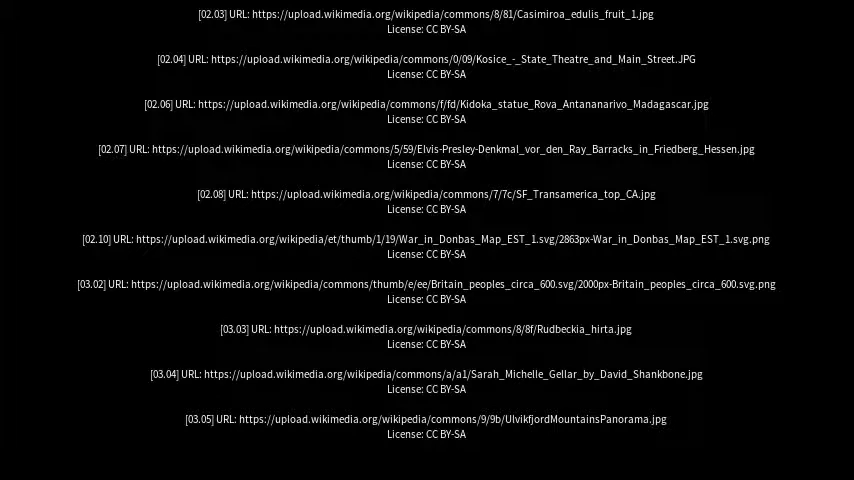 [02.03] URL: https://upload.wikimedia.org/wikipedia/commons/8/81/Casimiroa_edulis_fruit_1.jpg
License: CC BY-SA
[02.04] URL: https://upload.wikimedia.org/wikipedia/commons/0/09/Kosice_-_State_Theatre_and_Main_Street.JPG
License: CC BY-SA
[02.06] URL: https://upload.wikimedia.org/wikipedia/commons/f/fd/Kidoka_statue_Rova_Antananarivo_Madagascar.jpg
License: CC BY-SA
[02.07] URL: https://upload.wikimedia.org/wikipedia/commons/5/59/Elvis-Presley-Denkmal_vor_den_Ray_Barracks_in_Friedberg_Hessen.jpg
License: CC BY-SA
[02.08] URL: https://upload.wikimedia.org/wikipedia/commons/7/7c/SF_Transamerica_top_CA.jpg
License: CC BY-SA
[02.10] URL: https://upload.wikimedia.org/wikipedia/et/thumb/1/19/War_in_Donbas_Map_EST_1.svg/2863px-War_in_Donbas_Map_EST_1.svg.png
License: CC BY-SA
[03.02] URL: https://upload.wikimedia.org/wikipedia/commons/thumb/e/ee/Britain_peoples_circa_600.svg/2000px-Britain_peoples_circa_600.svg.png
License: CC BY-SA
[03.03] URL: https://upload.wikimedia.org/wikipedia/commons/8/8f/Rudbeckia_hirta.jpg
License: CC BY-SA
[03.04] URL: https://upload.wikimedia.org/wikipedia/commons/a/a1/Sarah_Michelle_Gellar_by_David_Shankbone.jpg
License: CC BY-SA
[03.05] URL: https://upload.wikimedia.org/wikipedia/commons/9/9b/UlvikfjordMountainsPanorama.jpg
License: CC BY-SA